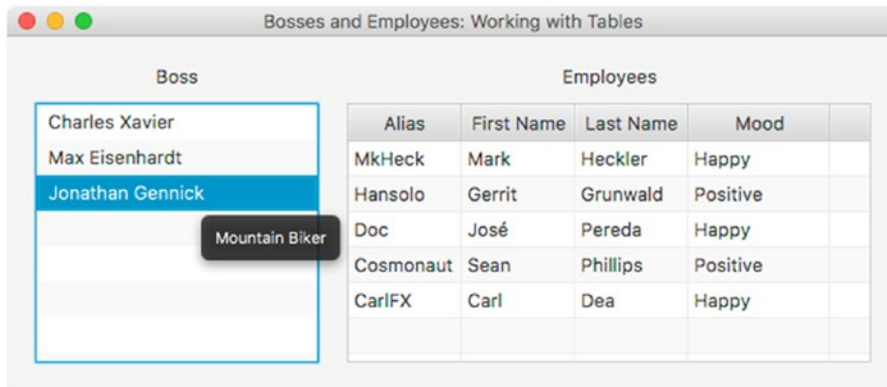 Bosses and Employees: Working with Tables
Boss
Charles Xavier
Max Eisenhardt
Jonathan Gennick
Mountain Biker
Employees
Alias First Name Last Name Mood
MkHeck Mark Heckler Happy
Hansolo Gerrit Grunwald Positive
Doc José Pereda Happy
Cosmonaut Sean Phillips Positive
CarlFX Carl Dea Happy